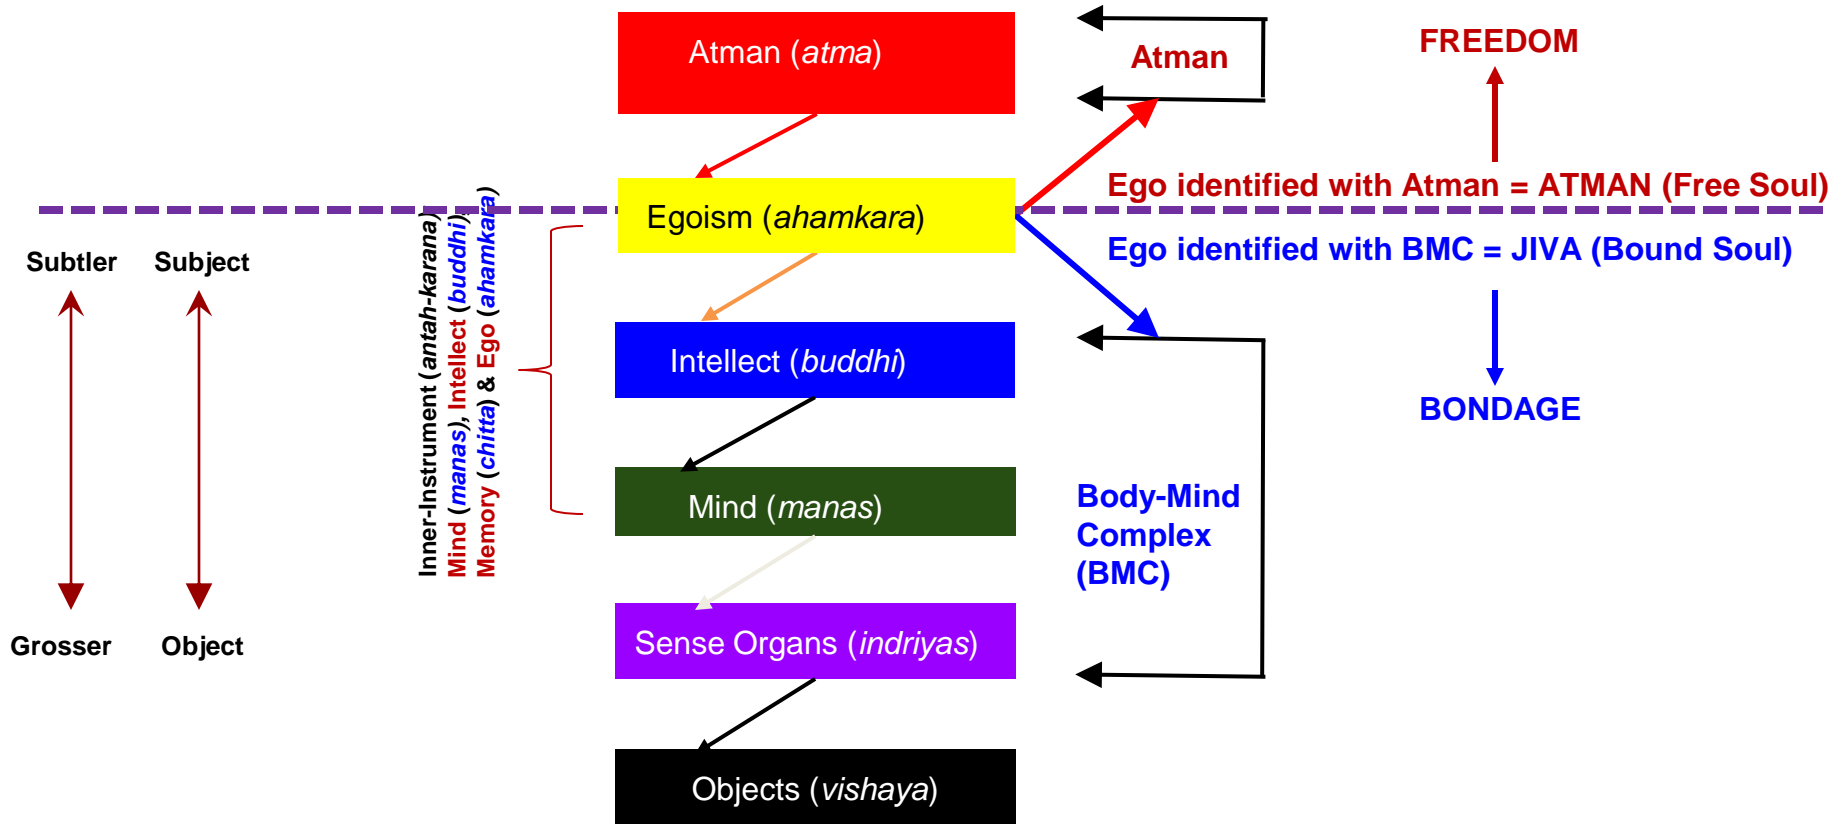 Atman (atma)
Atman
FREEDOM
Ego identified with Atman = ATMAN (Free Soul)
Egoism (ahamkara)
Ego identified with BMC = JIVA (Bound Soul)
Subtler
Subject
Inner-Instrument (antah-karana)
Mind (manas), Intellect (buddhi),
Memory (chitta) & Ego (ahamkara)
Intellect (buddhi)
BONDAGE
Mind (manas)
Body-Mind
Complex
(BMC)
Grosser
Object
Sense Organs (indriyas)
Objects (vishaya)